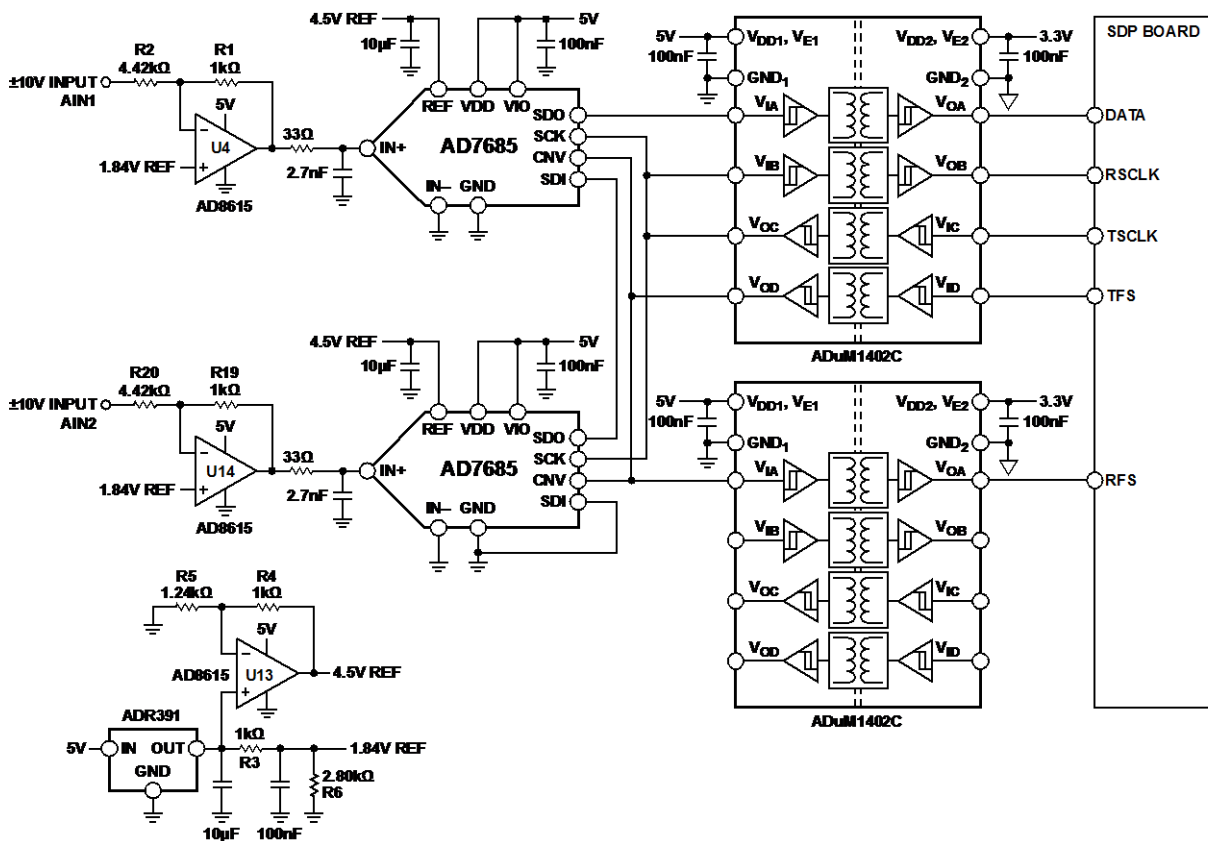 4.5V REF
5V
10µF
100nF
R2
4.42kΩ
R1
1kΩ
±10V INPUT
AIN1
5V
U4
1.84V REF
AD8615
33Ω
2.7nF
REF VDD VIO
IN+
AD7685
SDO
SCK
CNV
SDI
IN– GND
5V
100nF
VDD1, VE1
GND1
VDD2, VE2
GND2
3.3V
100nF
VIA
VOA
VIB
VOB
VOC
VIC
VOD
VID
ADuM1402C
SDP BOARD
DATA
RSCLK
TSCLK
TFS
RFS
4.5V REF
5V
10µF
100nF
R20
4.42kΩ
R19
1kΩ
±10V INPUT
AIN2
5V
U14
1.84V REF
AD8615
33Ω
2.7nF
REF VDD VIO
IN+
AD7685
SDO
SCK
CNV
SDI
IN– GND
5V
100nF
VDD1, VE1
GND1
VDD2, VE2
GND2
3.3V
100nF
VIA
VOA
VIB
VOB
VOC
VIC
VOD
VID
ADuM1402C
R5
1.24kΩ
R4
1kΩ
5V
AD8615
U13
4.5V REF
ADR391
5V
IN OUT
GND
1kΩ
R3
1.84V REF
2.80kΩ
R6
10µF
100nF